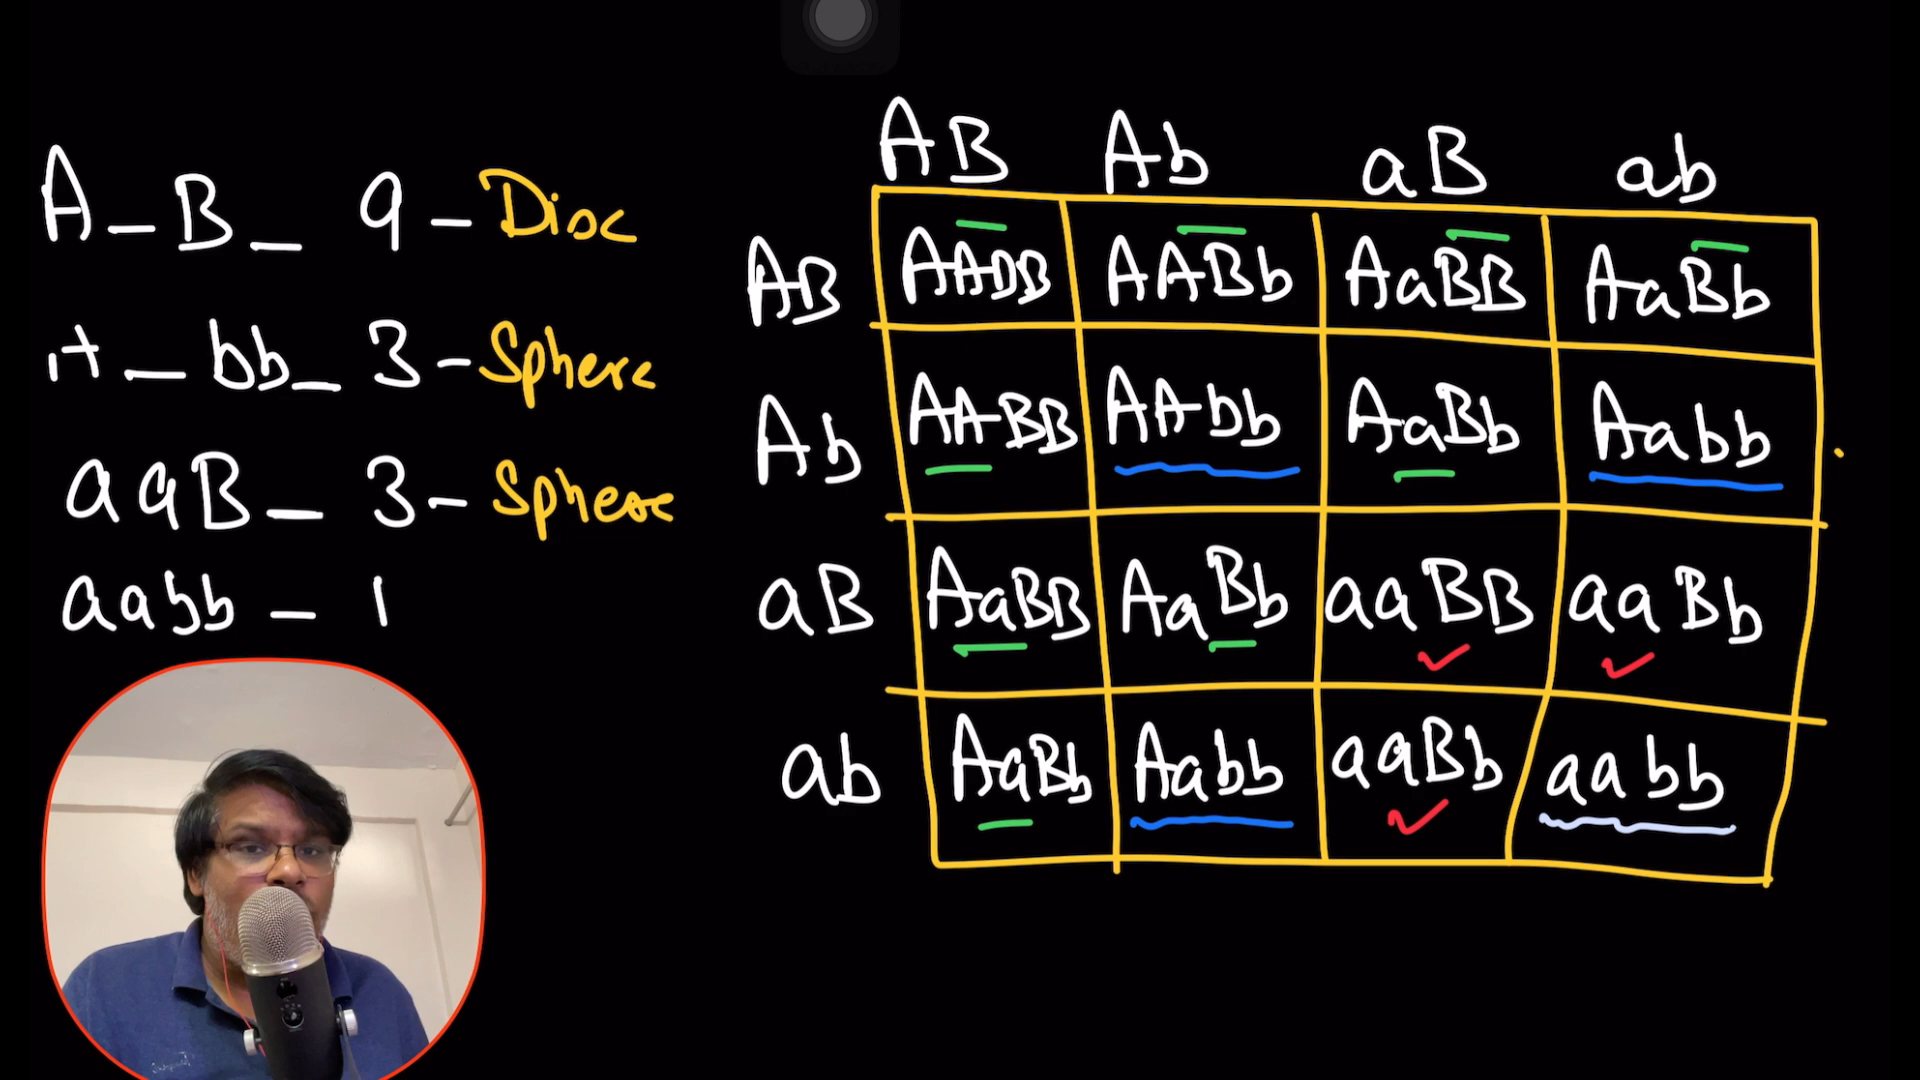 A_B_ 9 - Disc
A_bb_ 3 - Sphere
aaB_ 3 - Sphere
aabb - 1
AB Ab aB ab
AB AABB AABb AaBB AaBb
Ab AABB AAbb AaBb Aabb
aB AaBB AaBb aaBB aaBb
ab AaBb Aabb aaBb aabb